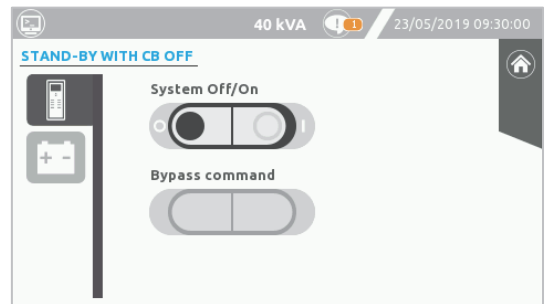 40 kVA
1
23/05/2019 09:30:00
STAND-BY WITH CB OFF
System Off/On
O I
+ -
Bypass command